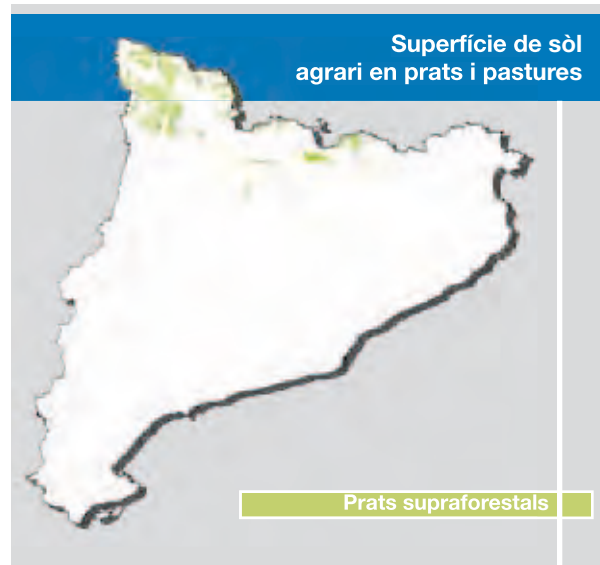 Superfície de sòl
agrari en prats i pastures
Prats supraforestals